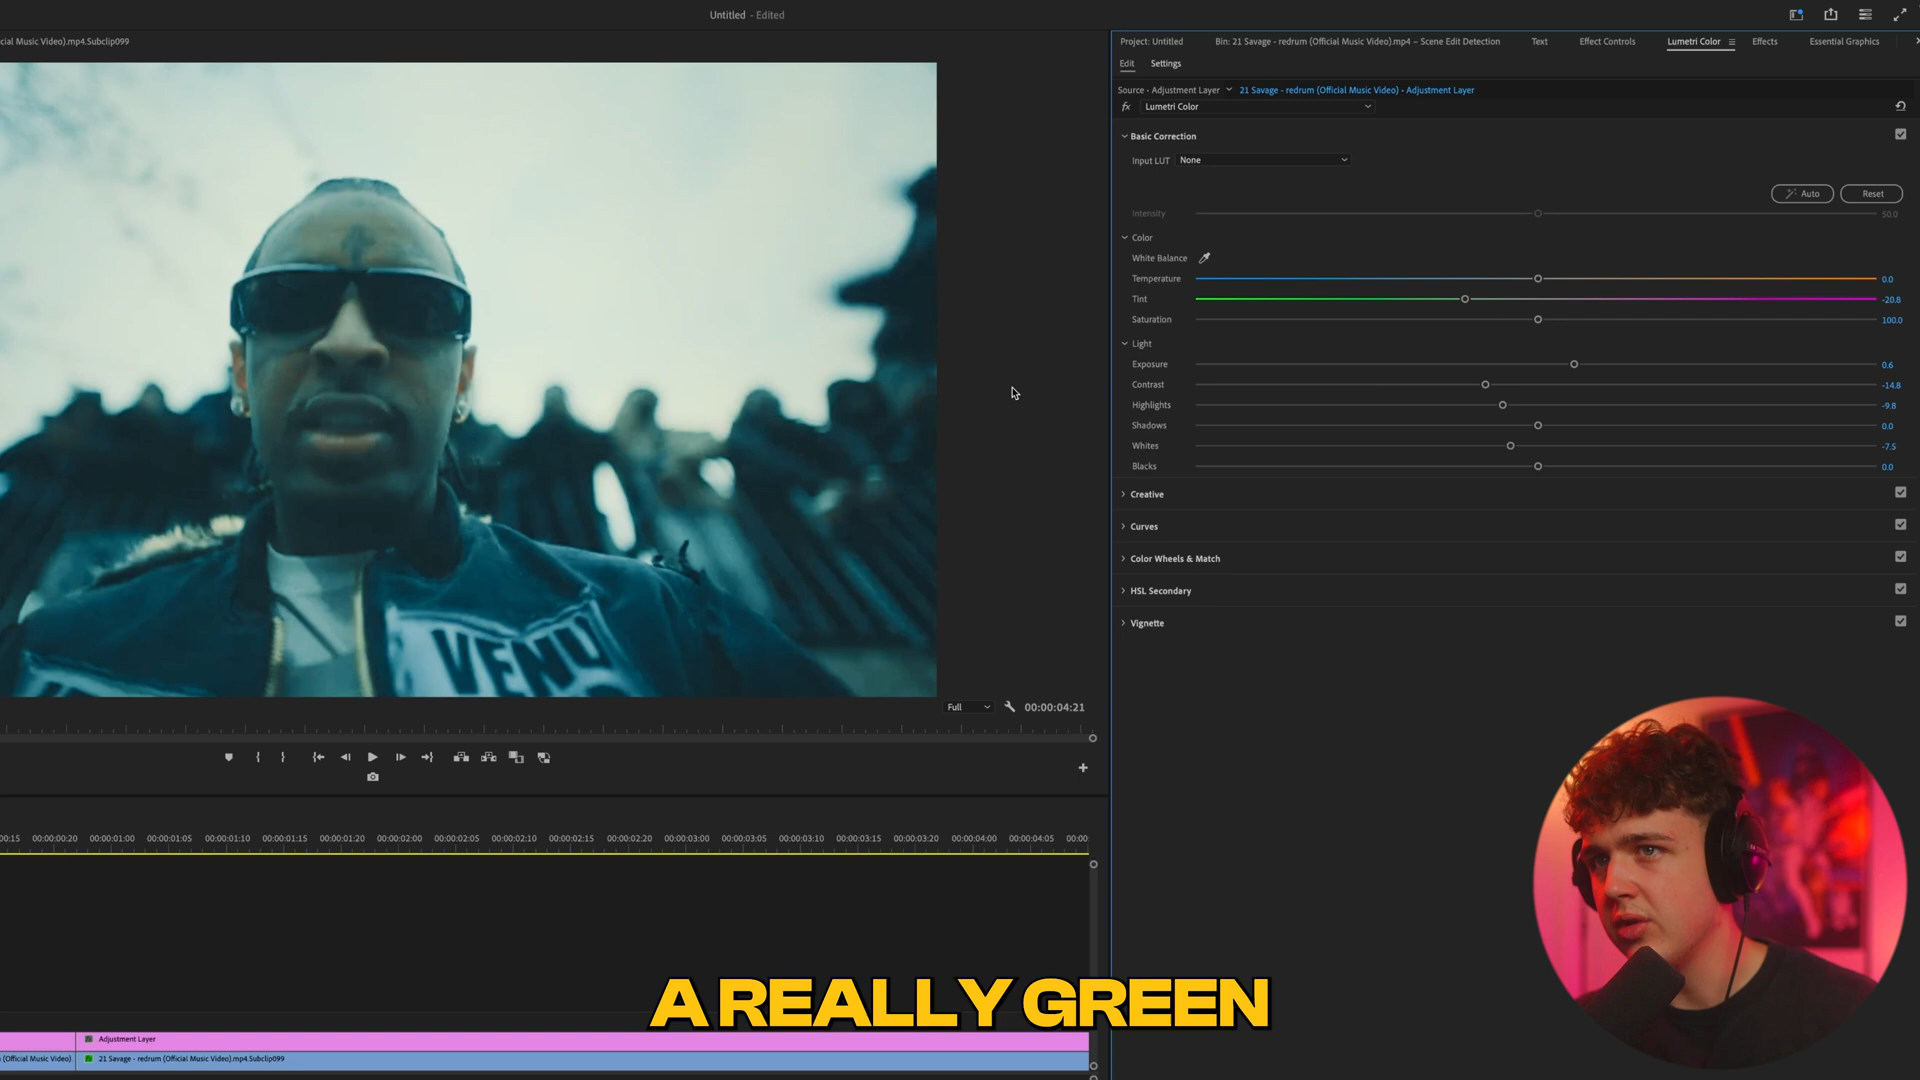 Untitled - Edited
cial Music Video).mp4.Subclip099
Project: Untitled
Bin: 21 Savage - redrum (Official Music Video).mp4 – Scene Edit Detection
Text
Effect Controls
Lumetri Color
Effects
Essential Graphics
Edit
Settings
Source - Adjustment Layer
21 Savage - redrum (Official Music Video) - Adjustment Layer
fx
Lumetri Color
Basic Correction
Input LUT
None
Auto
Reset
Intensity
50.0
Color
White Balance
Temperature
0.0
Tint
-20.8
Saturation
100.0
Light
Exposure
0.6
Contrast
-14.8
Highlights
-9.8
Shadows
0.0
Whites
-7.5
Blacks
0.0
Creative
Curves
Color Wheels & Match
HSL Secondary
Vignette
VENU
Full
00:00:04:21
00:15
00:00:00:20
00:00:01:00
00:00:01:05
00:00:01:10
00:00:01:15
00:00:01:20
00:00:02:00
00:00:02:05
00:00:02:10
00:00:02:15
00:00:02:20
00:00:03:00
00:00:03:05
00:00:03:10
00:00:03:15
00:00:03:20
00:00:04:00
00:00:04:05
00:00:
A REALLY GREEN
Adjustment Layer
(Official Music Video).
21 Savage - redrum (Official Music Video).mp4.Subclip099